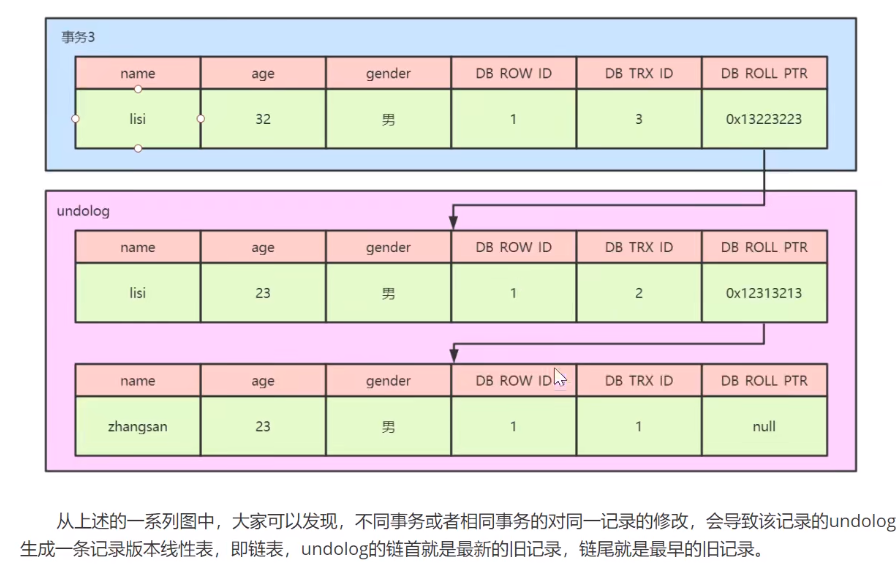 事务3
name age gender DB ROW ID DB TRX ID DB ROLL PTR
lisi 32 男 1 3 0x13223223
undolog
name age gender DB ROW ID DB TRX ID DB ROLL PTR
lisi 23 男 1 2 0x12313213
name age gender DB ROW ID DB TRX ID DB ROLL PTR
zhangsan 23 男 1 1 null
从上述的一系列图中，大家可以发现，不同事务或者相同事务的对同一记录的修改，会导致该记录的undolog
生成一条记录版本线性表，即链表，undolog的链首就是最新的旧记录，链尾就是最早的旧记录。